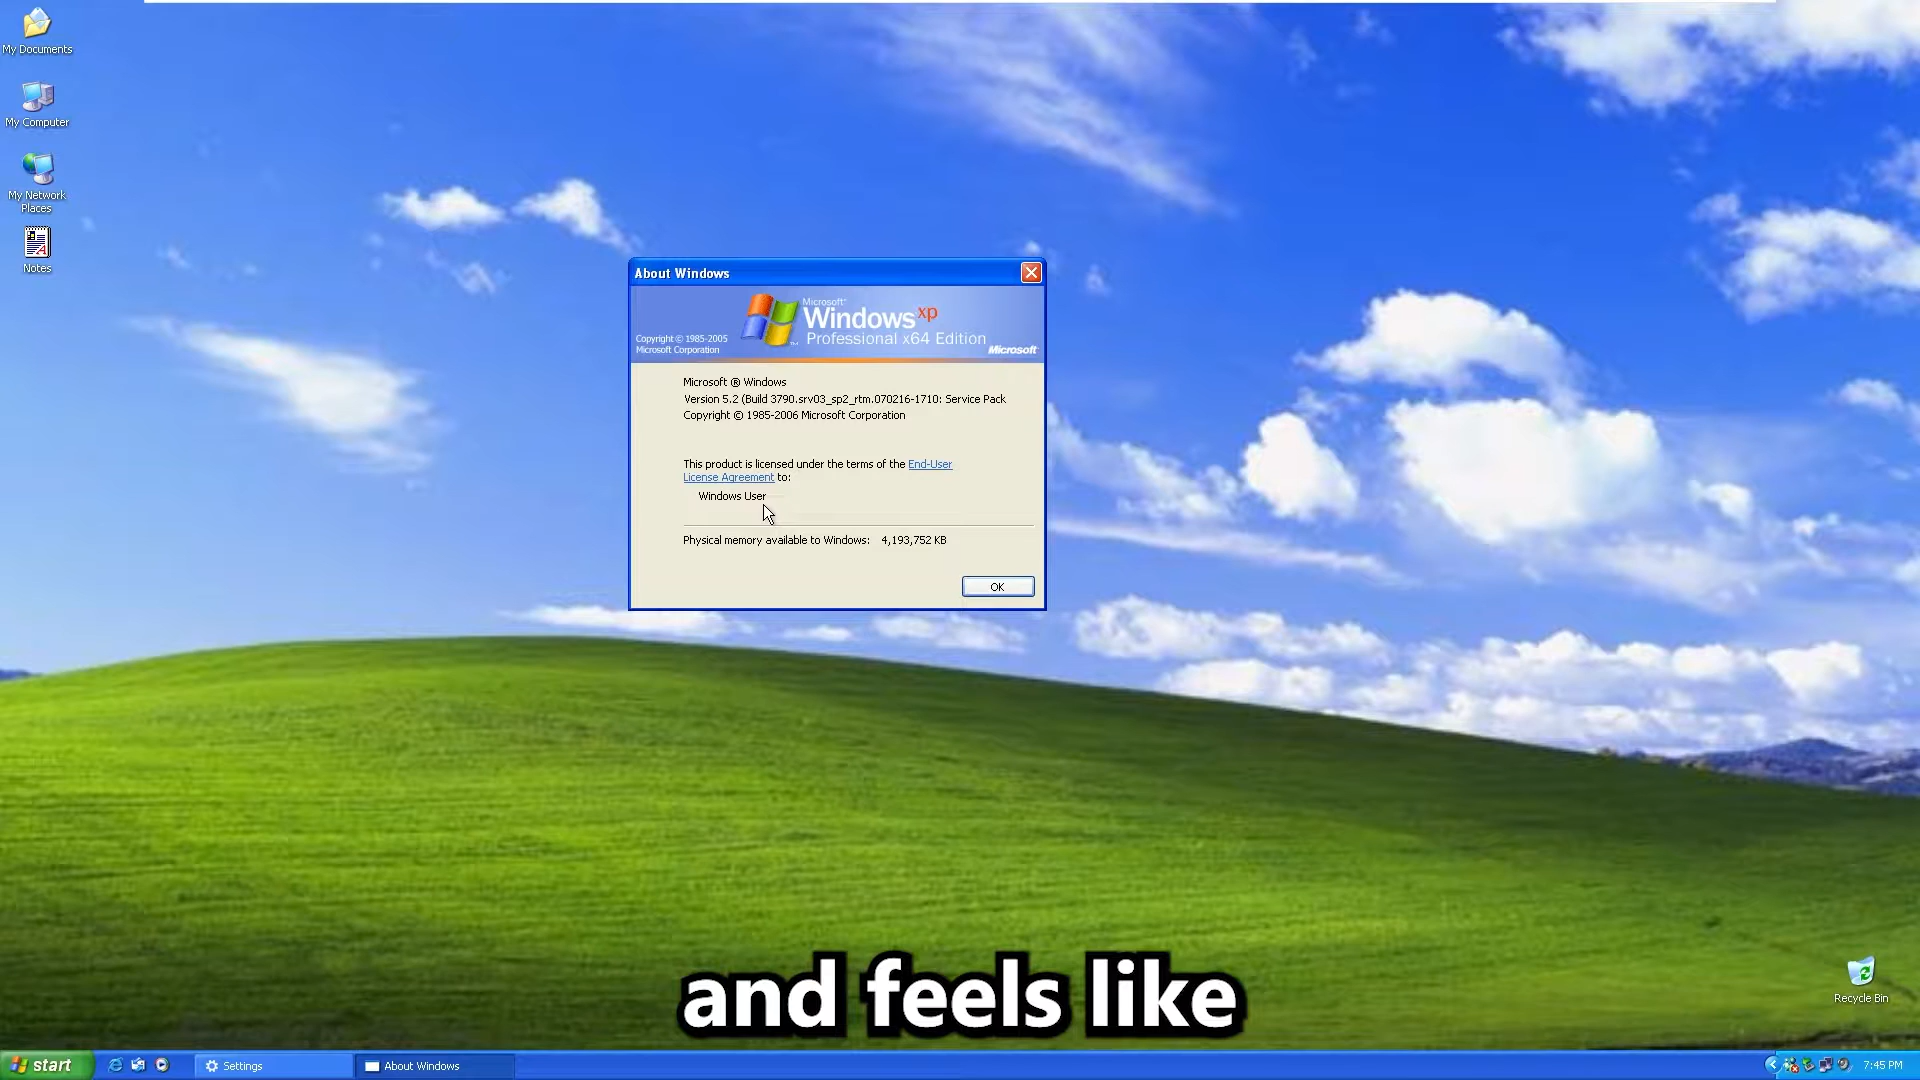 My Documents
My Computer
My Network
Places
Notes
About Windows
Microsoft®
Windows xp
Professional x64 Edition
Copyright © 1985-2005
Microsoft Corporation
Microsoft
Microsoft ® Windows
Version 5.2 (Build 3790.srv03_sp2_rtm.070216-1710: Service Pack
Copyright © 1985-2006 Microsoft Corporation
This product is licensed under the terms of the End-User
License Agreement to:
Windows User
Physical memory available to Windows: 4,193,752 KB
OK
Recycle Bin
and feels like
start
Settings
About Windows
7:45 PM